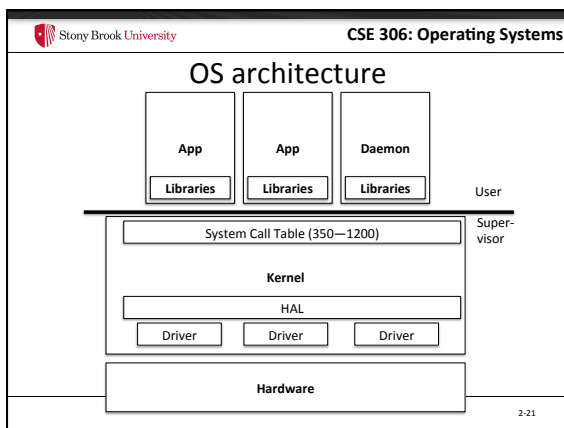 Stony Brook University
CSE 306: Operating Systems
OS architecture
App
App
Daemon
Libraries
Libraries
Libraries
User
Super-
visor
System Call Table (350—1200)
Kernel
HAL
Driver
Driver
Driver
Hardware
2-21